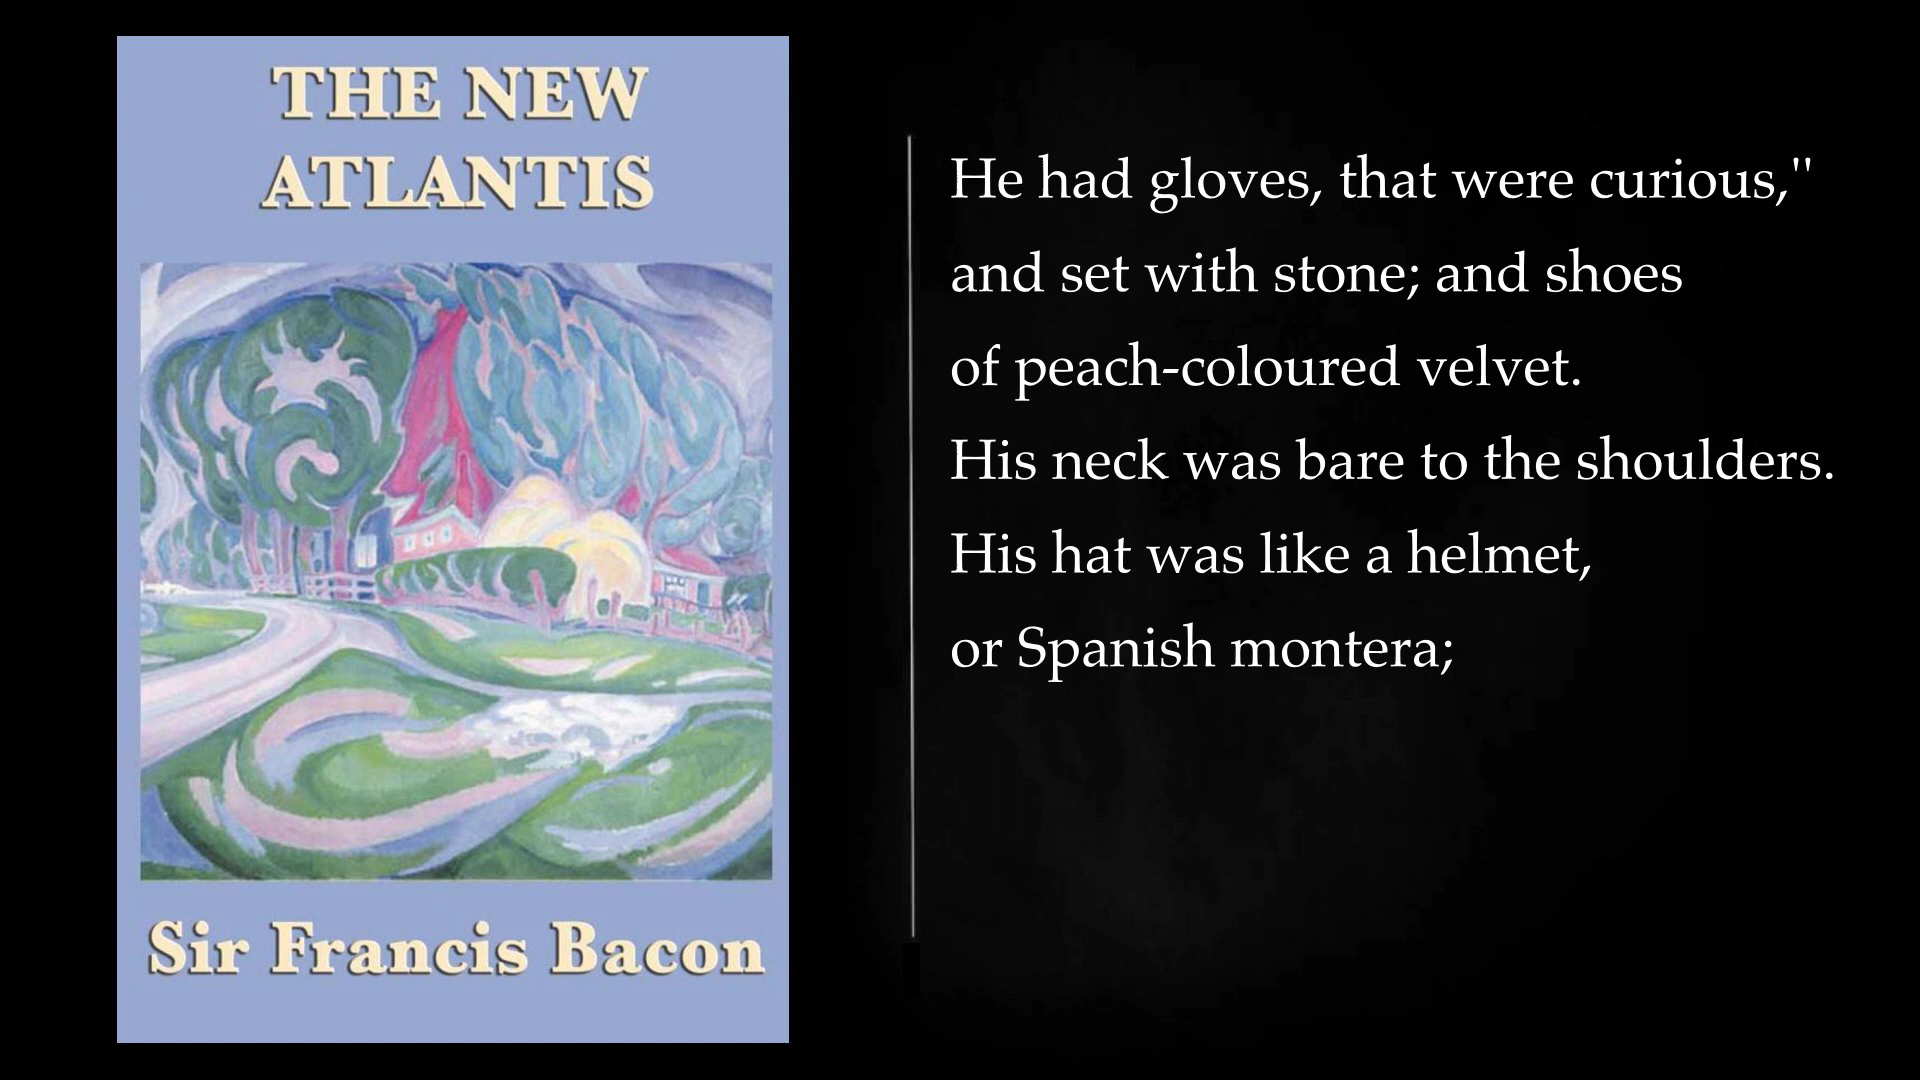 THE NEW
ATLANTIS
Sir Francis Bacon
He had gloves, that were curious,"
and set with stone; and shoes
of peach-coloured velvet.
His neck was bare to the shoulders.
His hat was like a helmet,
or Spanish montera;